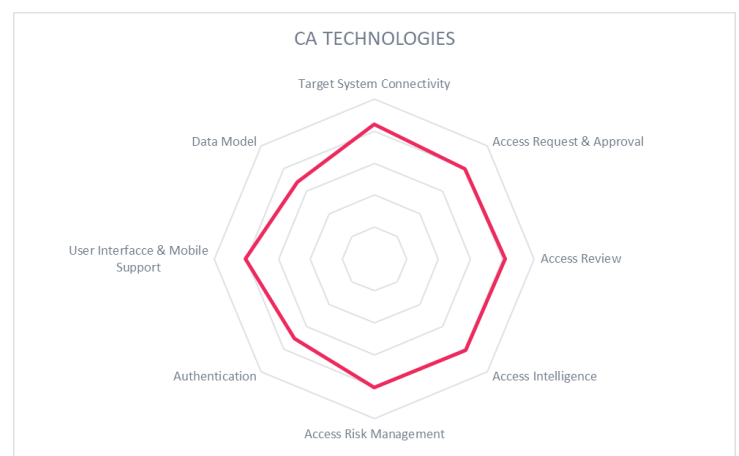 CA TECHNOLOGIES
Target System Connectivity
Data Model
Access Request & Approval
User Interfacce & Mobile
Support
Access Review
Authentication
Access Intelligence
Access Risk Management